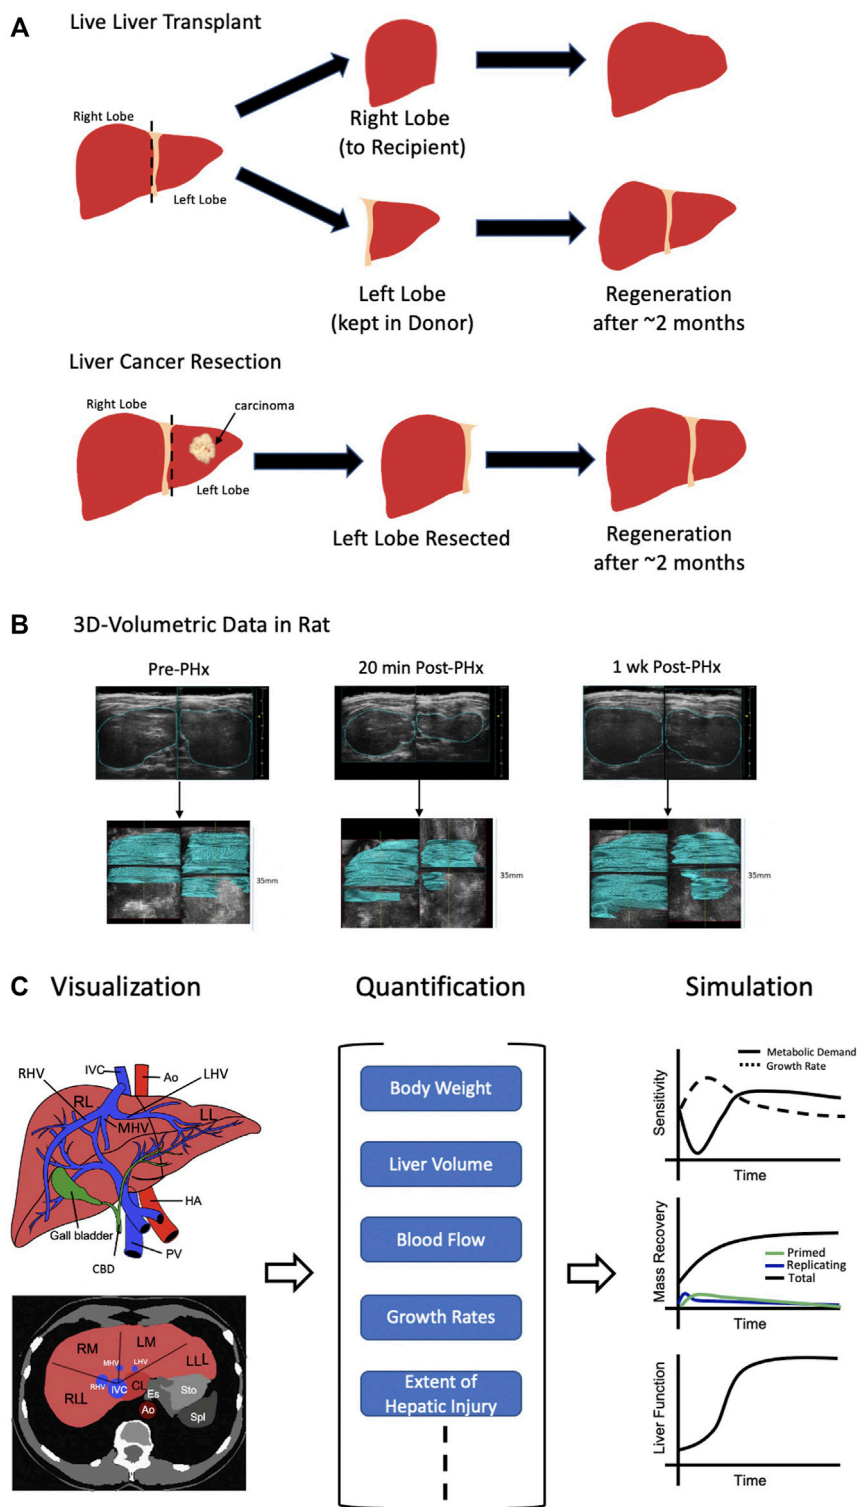 A
Live Liver Transplant
Right Lobe
Left Lobe
Right Lobe
(to Recipient)
Left Lobe
(kept in Donor)
Regeneration
after ~2 months
Liver Cancer Resection
Right Lobe
carcinoma
Left Lobe
Left Lobe Resected
Regeneration
after ~2 months
B
3D-Volumetric Data in Rat
Pre-PHx
20 min Post-PHx
1 wk Post-PHx
35mm
35mm
35mm
C
Visualization
Quantification
Simulation
RHV
IVC
Ao
LHV
RL
LL
MHV
HA
Gall bladder
PV
CBD
RM
LM
MHV
LHV
LLL
RHV
IVC
CL
RLL
Es
Sto
Ao
Spl
Body Weight
Liver Volume
Blood Flow
Growth Rates
Extent of
Hepatic Injury
Metabolic Demand
Growth Rate
Sensitivity
Time
Mass Recovery
Primed
Replicating
Total
Time
Liver Function
Time